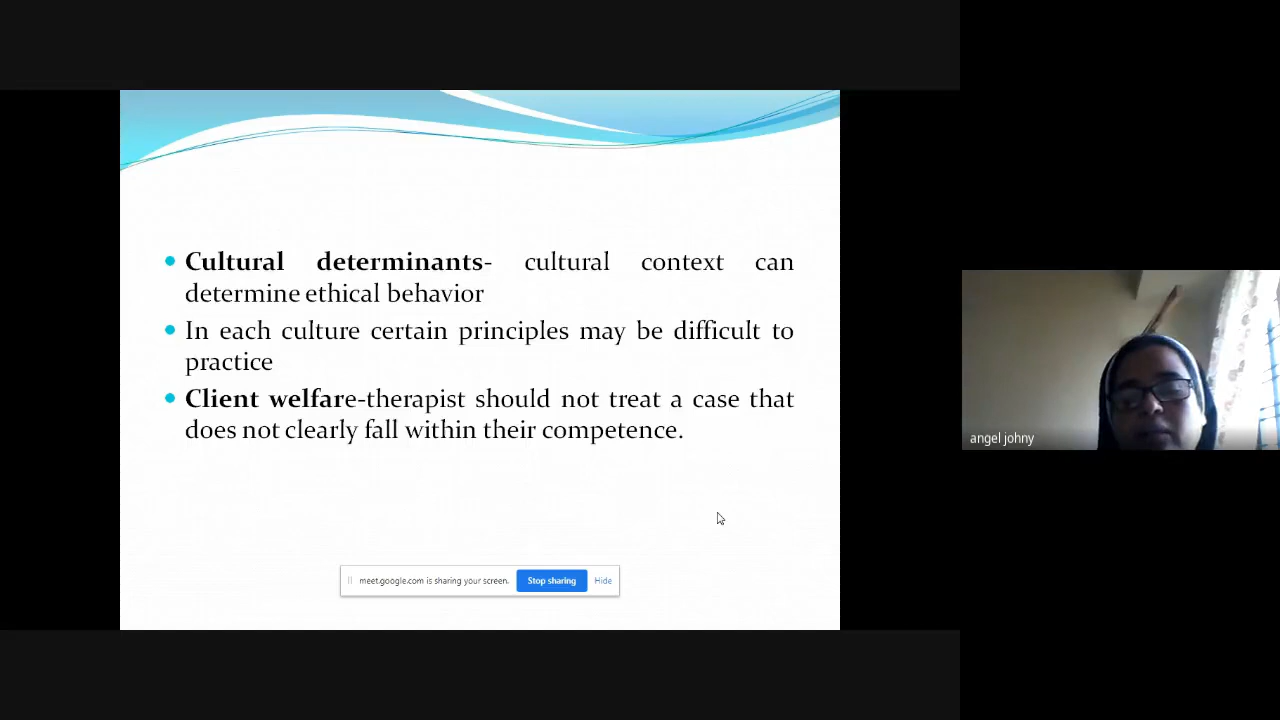 Cultural determinants- cultural context can
determine ethical behavior
In each culture certain principles may be difficult to
practice
Client welfare-therapist should not treat a case that
does not clearly fall within their competence.
meet.google.com is sharing your screen. Stop sharing Hide
angel johny